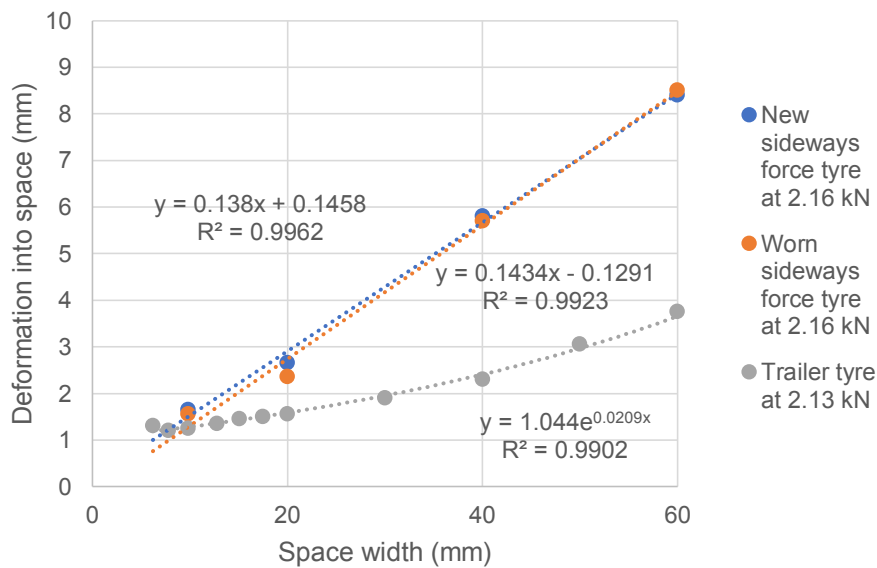 Deformation into space (mm)
10
9
8
7
6
5
4
3
2
1
0
0
20
40
60
Space width (mm)
y = 0.138x + 0.1458
R² = 0.9962
y = 0.1434x - 0.1291
R² = 0.9923
y = 1.044e^0.0209x
R² = 0.9902
New
sideways
force tyre
at 2.16 kN
Worn
sideways
force tyre
at 2.16 kN
Trailer tyre
at 2.13 kN